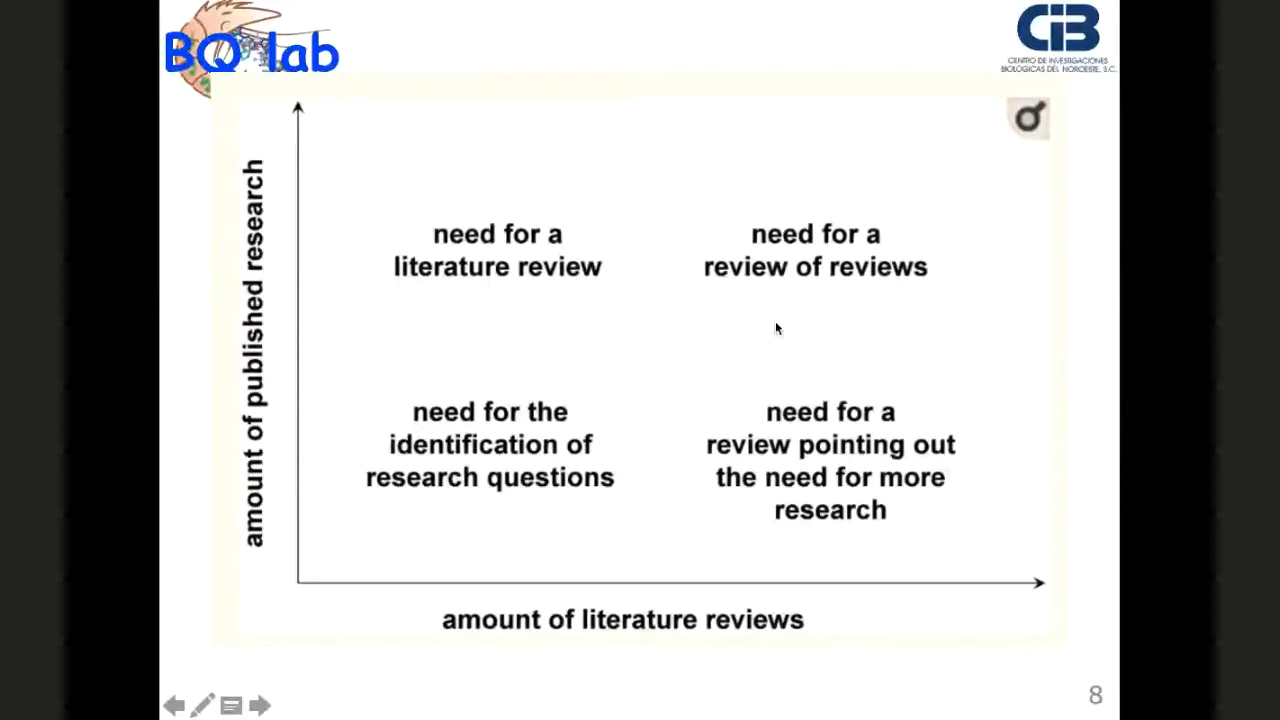 BQ lab
CiB
CENTRO DE INVESTIGACIONES
BIOLÓGICAS DEL NOROESTE, S.C.
amount of published research
need for a
literature review
need for a
review of reviews
need for the
identification of
research questions
need for a
review pointing out
the need for more
research
amount of literature reviews
8